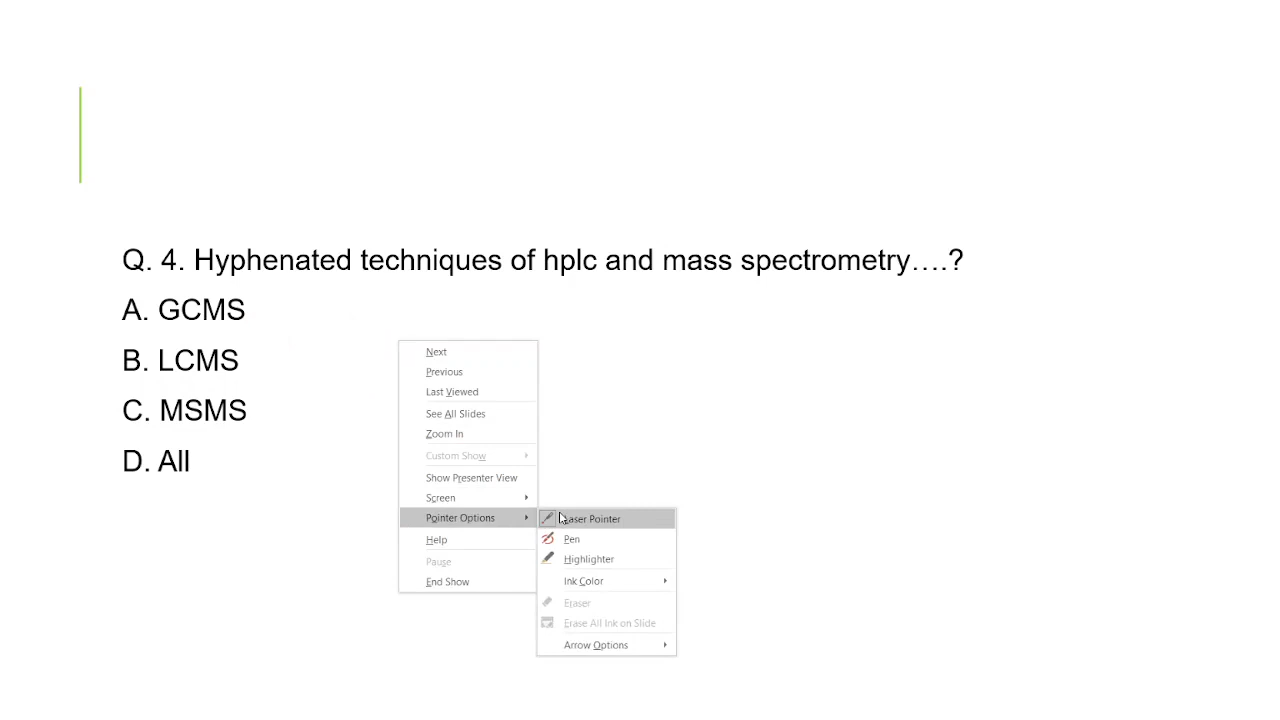 Q. 4. Hyphenated techniques of hplc and mass spectrometry….?
A. GCMS
B. LCMS
C. MSMS
D. All
Next
Previous
Last Viewed
See All Slides
Zoom In
Custom Show
Show Presenter View
Screen
Pointer Options
Help
Pause
End Show
Laser Pointer
Pen
Highlighter
Ink Color
Eraser
Erase All Ink on Slide
Arrow Options